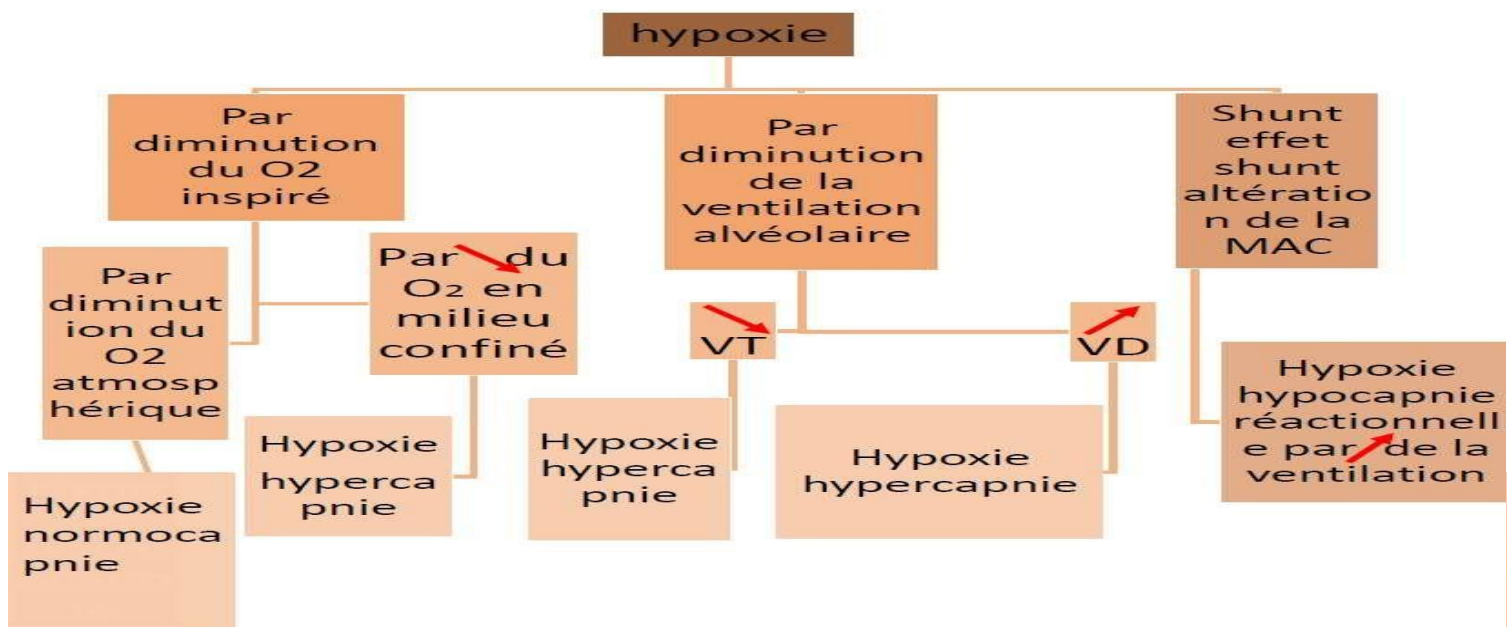 hypoxie
Par
diminution
du O2
inspiré
Par
diminution
de la
ventilation
alvéolaire
Shunt
effet
shunt
altératio
n de la
MAC
Par
diminut
ion du
O2
atmosp
hérique
Par du
O₂ en
milieu
confiné
VT
VD
Hypoxie
normoca
pnie
Hypoxie
hyperca
pnie
Hypoxie
hyperca
pnie
Hypoxie
hypercapnie
Hypoxie
hypocapnie
réactionnell
e par de la
ventilation